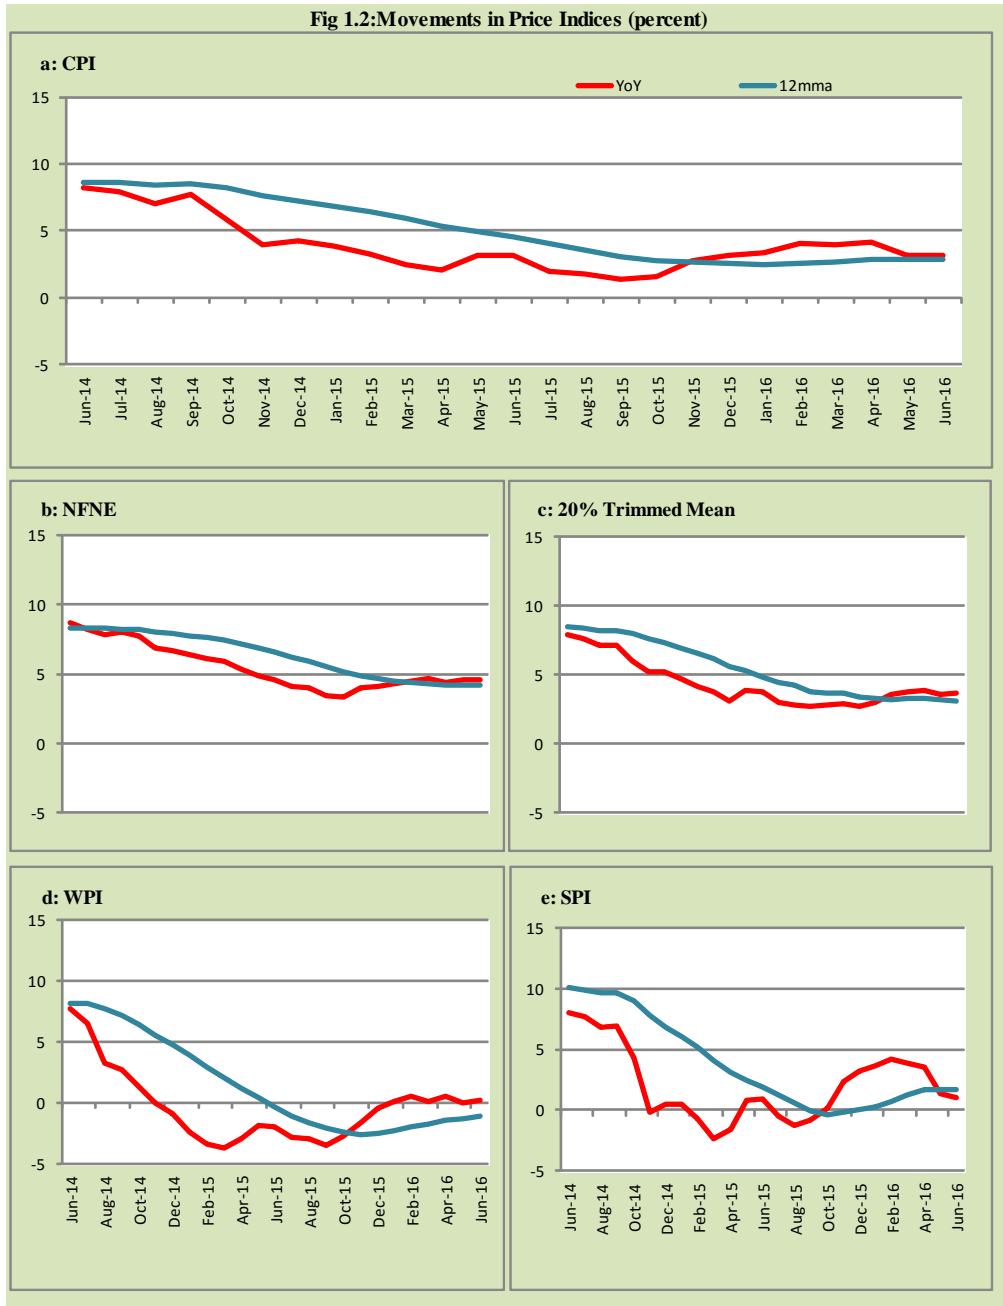 Fig 1.2:Movements in Price Indices (percent)
a: CPI
YoY 12mma
15
10
5
0
-5
Jun-14 Jul-14 Aug-14 Sep-14 Oct-14 Nov-14 Dec-14 Jan-15 Feb-15 Mar-15 Apr-15 May-15 Jun-15 Jul-15 Aug-15 Sep-15 Oct-15 Nov-15 Dec-15 Jan-16 Feb-16 Mar-16 Apr-16 May-16 Jun-16
b: NFNE
15
10
5
0
-5
c: 20% Trimmed Mean
15
10
5
0
-5
d: WPI
15
10
5
0
-5
Jun-14 Aug-14 Oct-14 Dec-14 Feb-15 Apr-15 Jun-15 Aug-15 Oct-15 Dec-15 Feb-16 Apr-16 Jun-16
e: SPI
15
10
5
0
-5
Jun-14 Aug-14 Oct-14 Dec-14 Feb-15 Apr-15 Jun-15 Aug-15 Oct-15 Dec-15 Feb-16 Apr-16 Jun-16